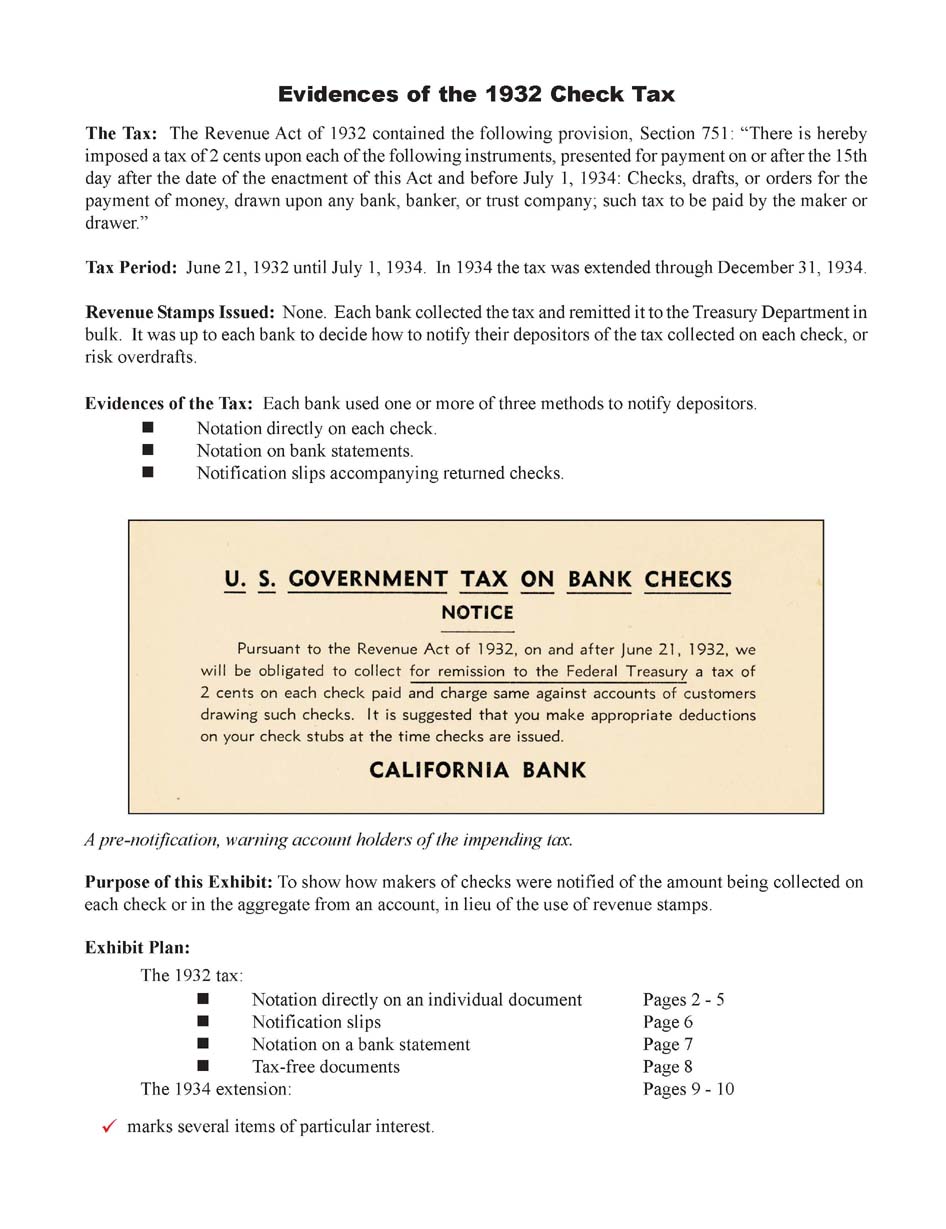 Evidences of the 1932 Check Tax
The Tax:  The Revenue Act of 1932 contained the following provision, Section 751: “There is hereby
imposed a tax of 2 cents upon each of the following instruments, presented for payment on or after the 15th
day after the date of the enactment of this Act and before July 1, 1934: Checks, drafts, or orders for the
payment of money, drawn upon any bank, banker, or trust company; such tax to be paid by the maker or
drawer.”
Tax Period:  June 21, 1932 until July 1, 1934.  In 1934 the tax was extended through December 31, 1934.
Revenue Stamps Issued:  None.  Each bank collected the tax and remitted it to the Treasury Department in
bulk.  It was up to each bank to decide how to notify their depositors of the tax collected on each check, or
risk overdrafts.
Evidences of the Tax:  Each bank used one or more of three methods to notify depositors.
■ Notation directly on each check.
■ Notation on bank statements.
■ Notification slips accompanying returned checks.
U. S. GOVERNMENT TAX ON BANK CHECKS
NOTICE
Pursuant to the Revenue Act of 1932, on and after June 21, 1932, we
will be obligated to collect for remission to the Federal Treasury a tax of
2 cents on each check paid and charge same against accounts of customers
drawing such checks.  It is suggested that you make appropriate deductions
on your check stubs at the time checks are issued.
CALIFORNIA BANK
A pre-notification, warning account holders of the impending tax.
Purpose of this Exhibit: To show how makers of checks were notified of the amount being collected on
each check or in the aggregate from an account, in lieu of the use of revenue stamps.
Exhibit Plan:
The 1932 tax:
■ Notation directly on an individual document Pages 2 - 5
■ Notification slips Page 6
■ Notation on a bank statement Page 7
■ Tax-free documents Page 8
The 1934 extension: Pages 9 - 10
✓ marks several items of particular interest.